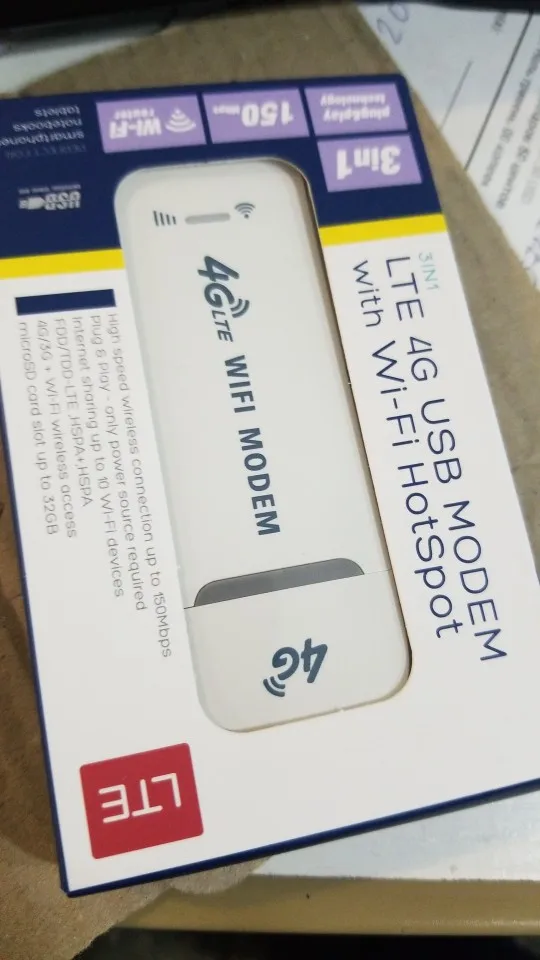 3in1
plug&play
technology
150 Mbps
Wi-Fi
router
smartphones
notebooks
tablets
USB
3IN1
LTE 4G USB MODEM
with Wi-Fi HotSpot
4G LTE WIFI MODEM
4G
High speed wireless connection up to 150Mbps
Plug & Play - only power source required
Internet sharing up to 10 Wi-Fi devices
FDD/TDD-LTE,HSPA+,HSPA
4G/3G + Wi-Fi wireless access
microSD card slot up to 32GB
LTE
20